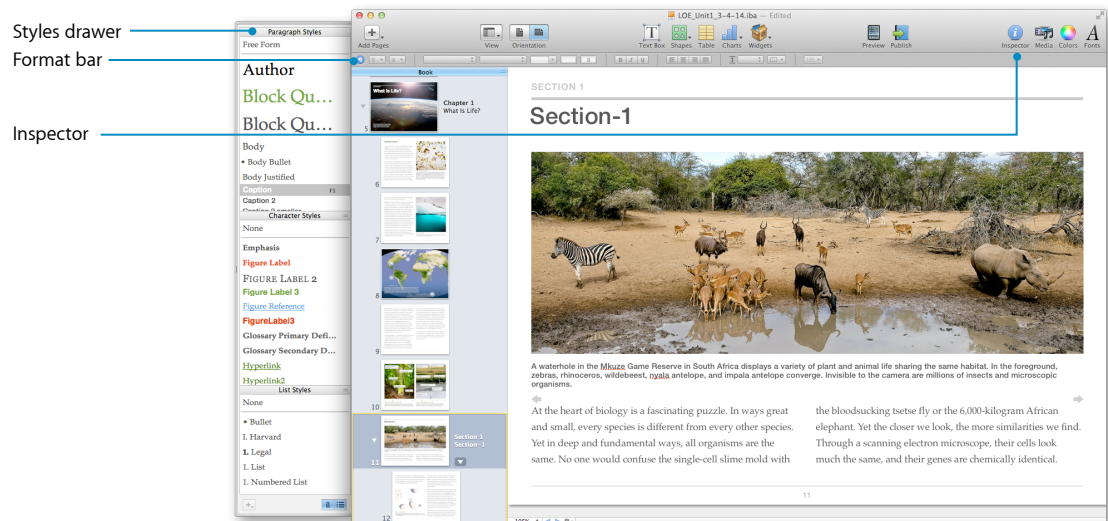 Styles drawer
Format bar
Inspector
Paragraph Styles
Free Form
Author
Block Qu…
Block Qu…
Body
• Body Bullet
Body Justified
Caption F1
Caption 2
Character Styles
None
Emphasis
Figure Label
FIGURE LABEL 2
Figure Label 3
Figure Reference
FigureLabel3
Glossary Primary Defi…
Glossary Secondary D…
Hyperlink
Hyperlink2
List Styles
None
• Bullet
I. Harvard
1. Legal
1. List
1. Numbered List
LOE_Unit1_3-4-14.iba — Edited
Add Pages
View
Orientation
Text Box
Shapes
Table
Charts
Widgets
Preview
Publish
Inspector
Media
Colors
Fonts
Book
What Is Life?
Chapter 1
What Is Life?
5
6
7
8
9
10
Section 1
Section-1
11
12
SECTION 1
Section-1
A waterhole in the Mkuze Game Reserve in South Africa displays a variety of plant and animal life sharing the same habitat. In the foreground,
zebras, rhinoceros, wildebeest, nyala antelope, and impala antelope converge. Invisible to the camera are millions of insects and microscopic
organisms.
At the heart of biology is a fascinating puzzle. In ways great
and small, every species is different from every other species.
Yet in deep and fundamental ways, all organisms are the
same. No one would confuse the single-cell slime mold with
the bloodsucking tsetse fly or the 6,000-kilogram African
elephant. Yet the closer we look, the more similarities we find.
Through a scanning electron microscope, their cells look
much the same, and their genes are chemically identical.
11